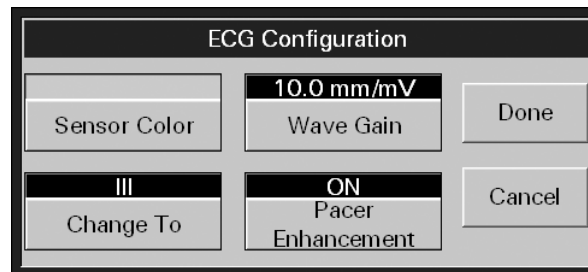 ECG Configuration
10.0 mm/mV
Sensor Color
Wave Gain
Done
III
Change To
ON
Pacer
Enhancement
Cancel